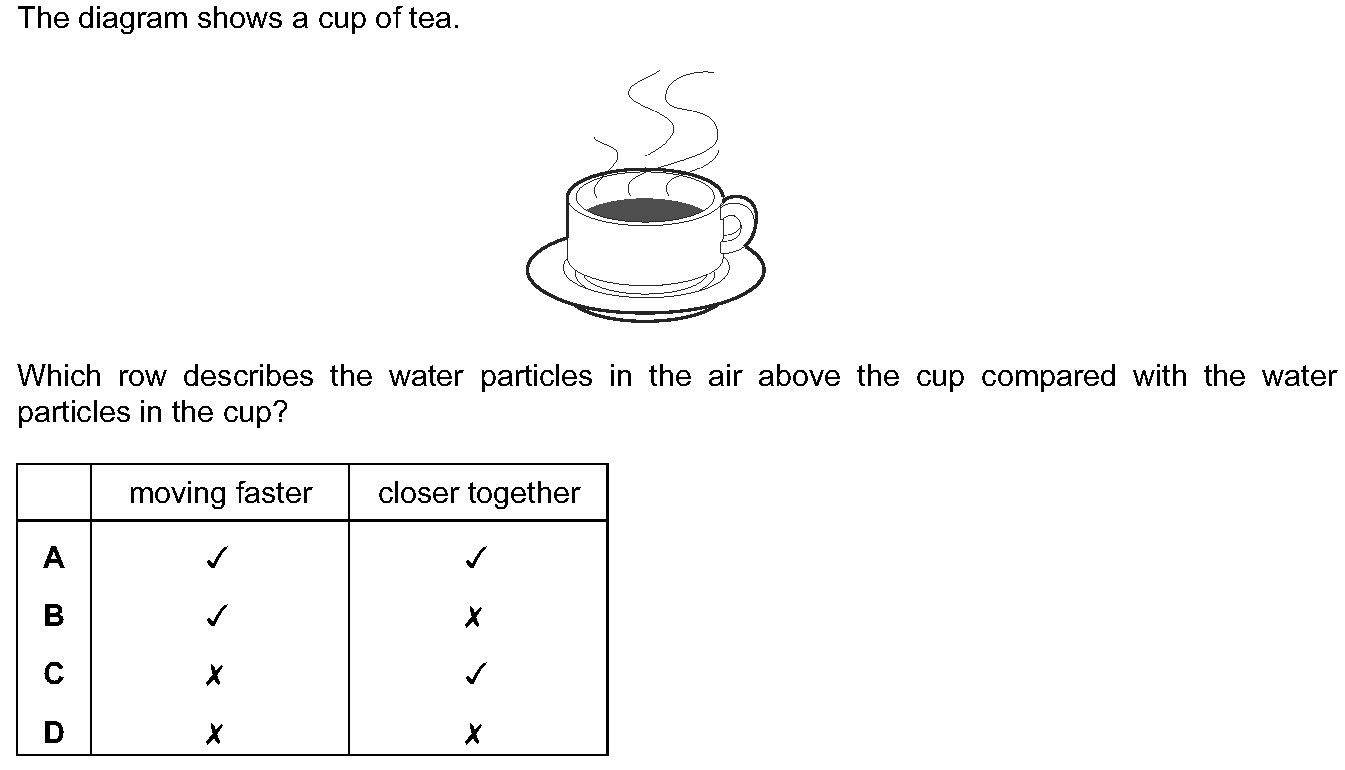 The diagram shows a cup of tea.
Which row describes the water particles in the air above the cup compared with the water
particles in the cup?
moving faster closer together
A ✓ ✓
B ✓ ✗
C ✗ ✓
D ✗ ✗